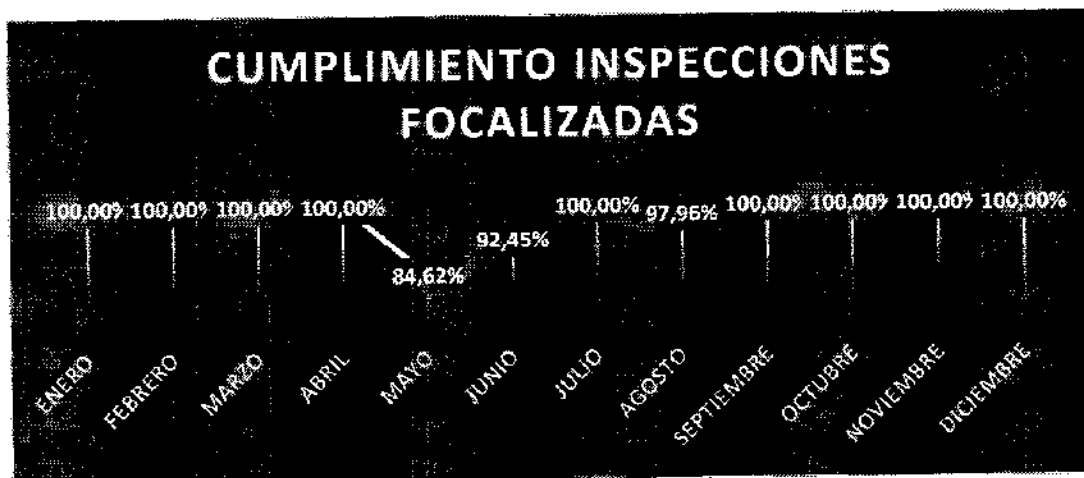 CUMPLIMIENTO INSPECCIONES
FOCALIZADAS
100,00% 100,00% 100,00% 100,00% 84,62% 92,45% 100,00% 97,96% 100,00% 100,00% 100,00% 100,00%
ENERO FEBRERO MARZO ABRIL MAYO JUNIO JULIO AGOSTO SEPTIEMBRE OCTUBRE NOVIEMBRE DICIEMBRE